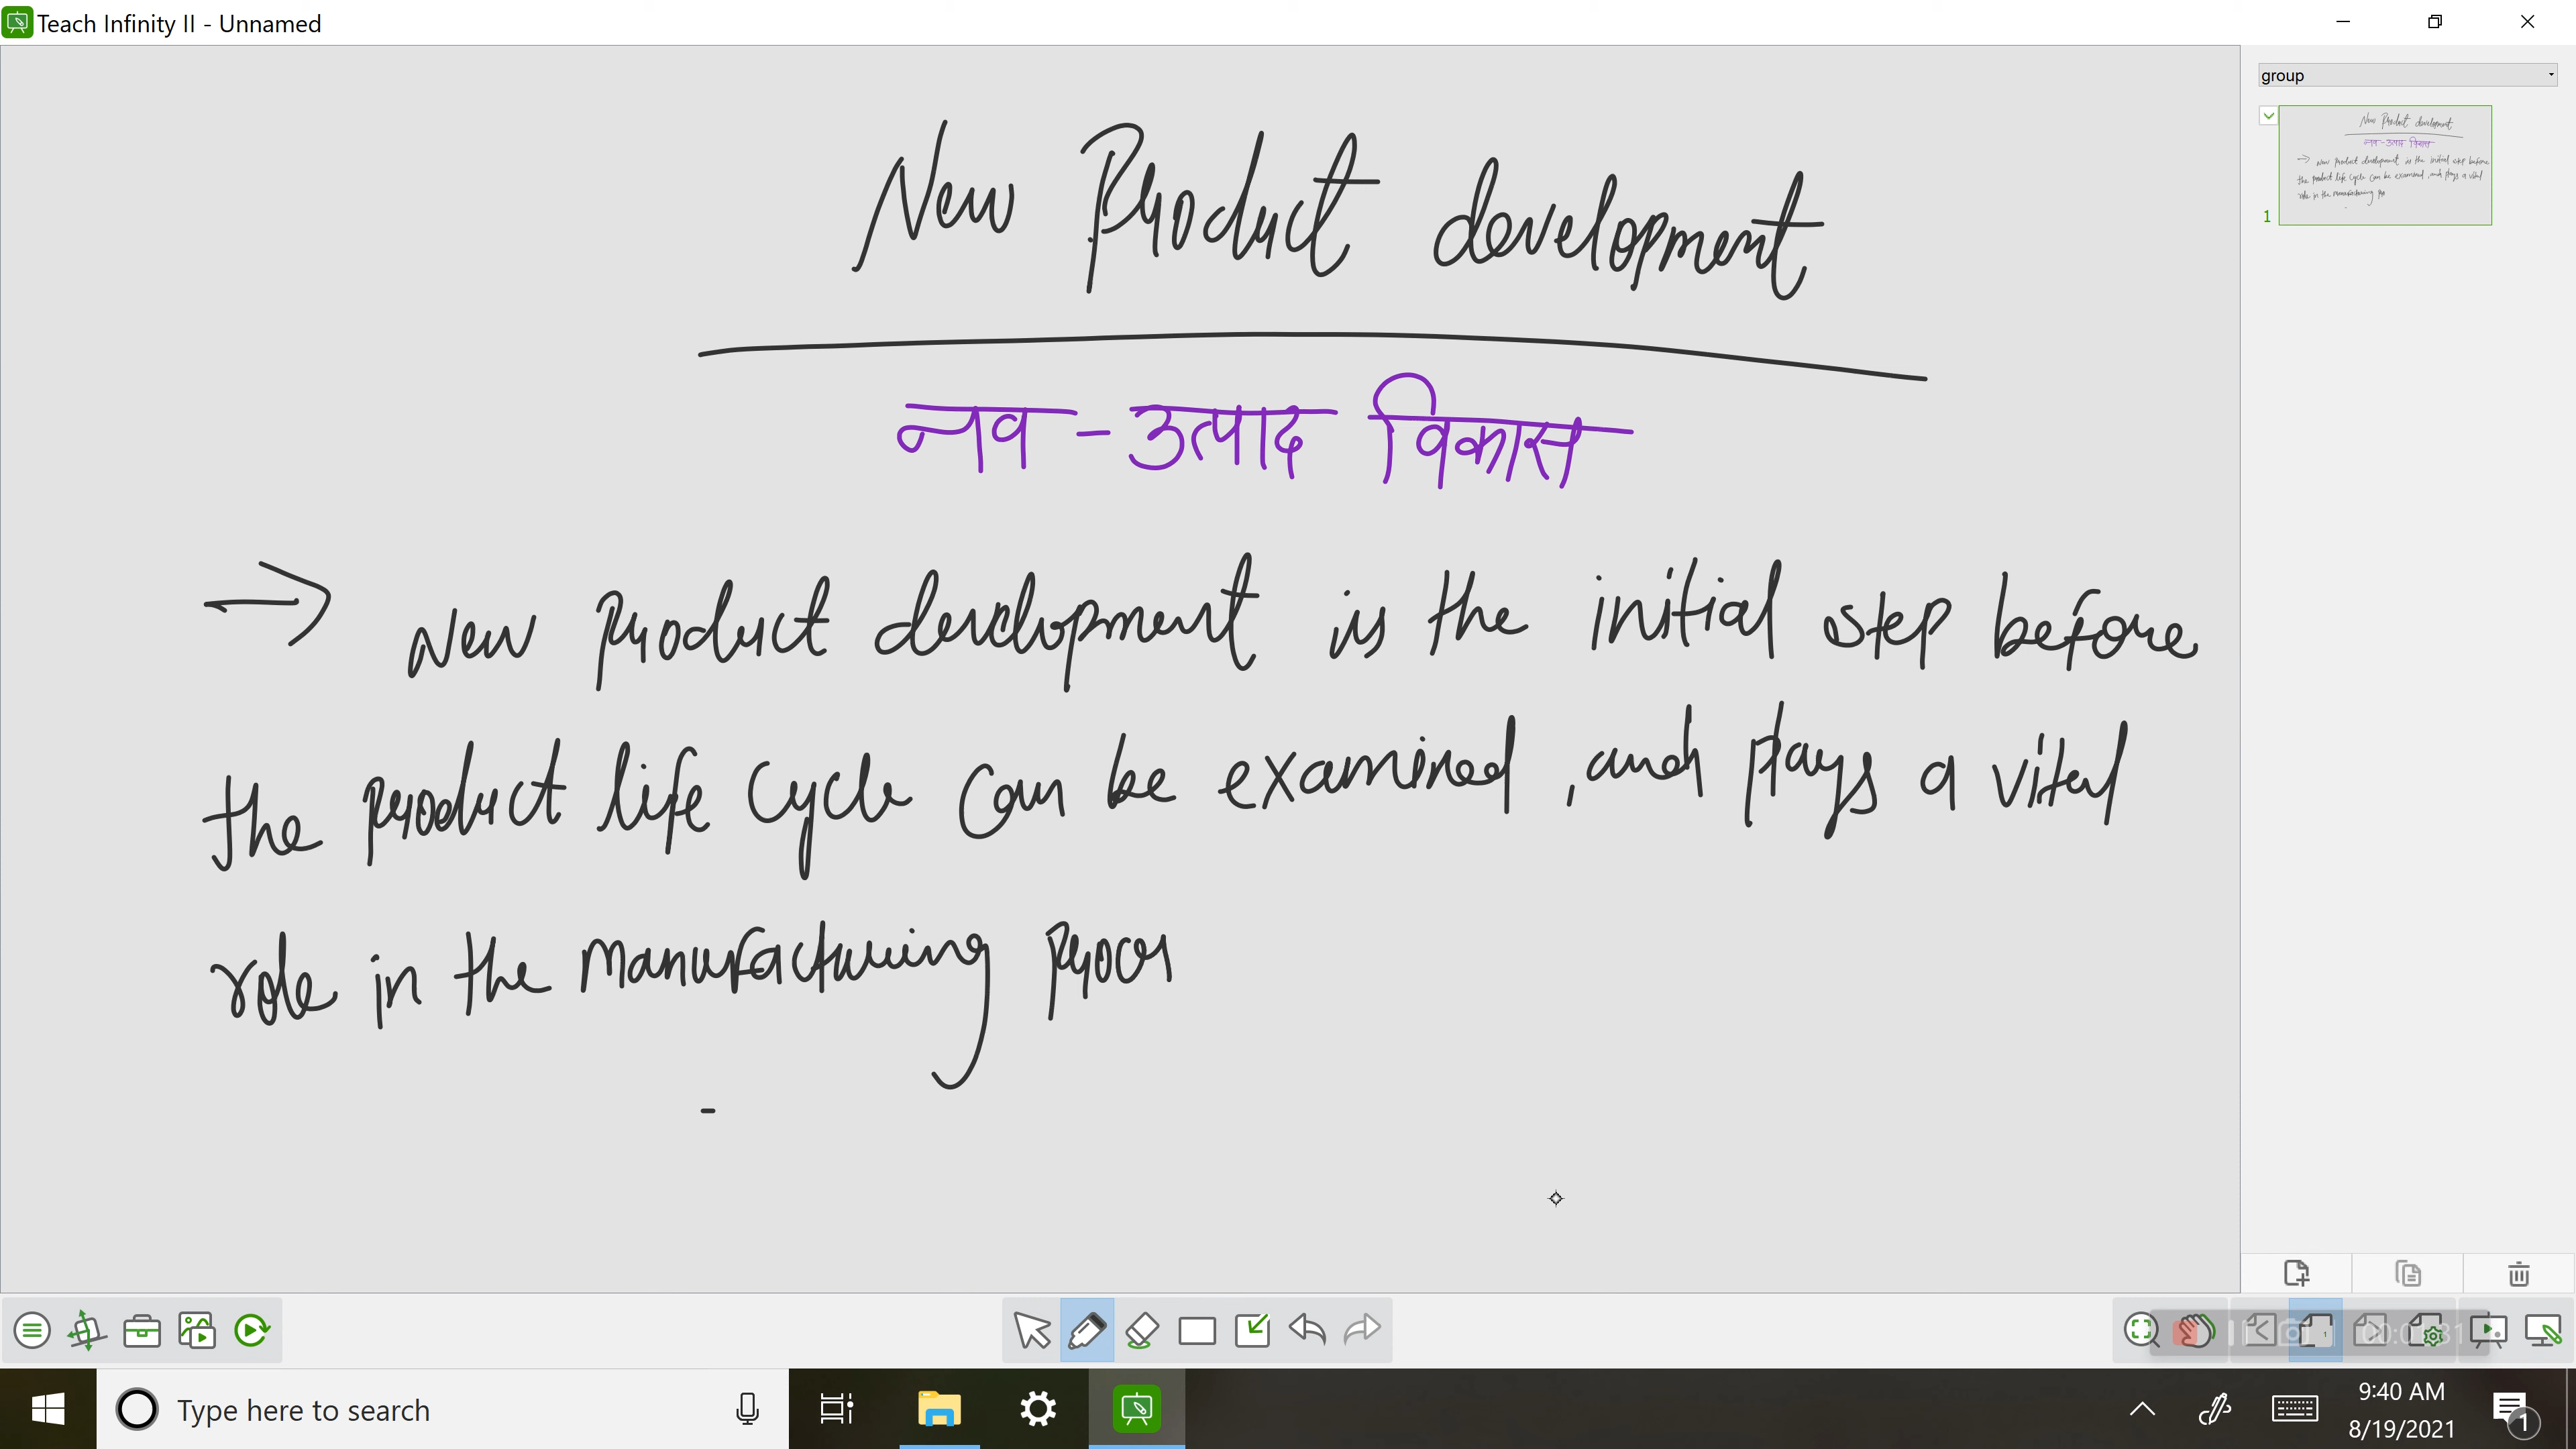 Teach Infinity II - Unnamed
group
New Product development
नव - उत्पाद विकास
→ New Product development is the initial step before
the product life cycle can be examined , and plays a vital
role in the manufacturing
1
Type here to search
9:40 AM
8/19/2021
1